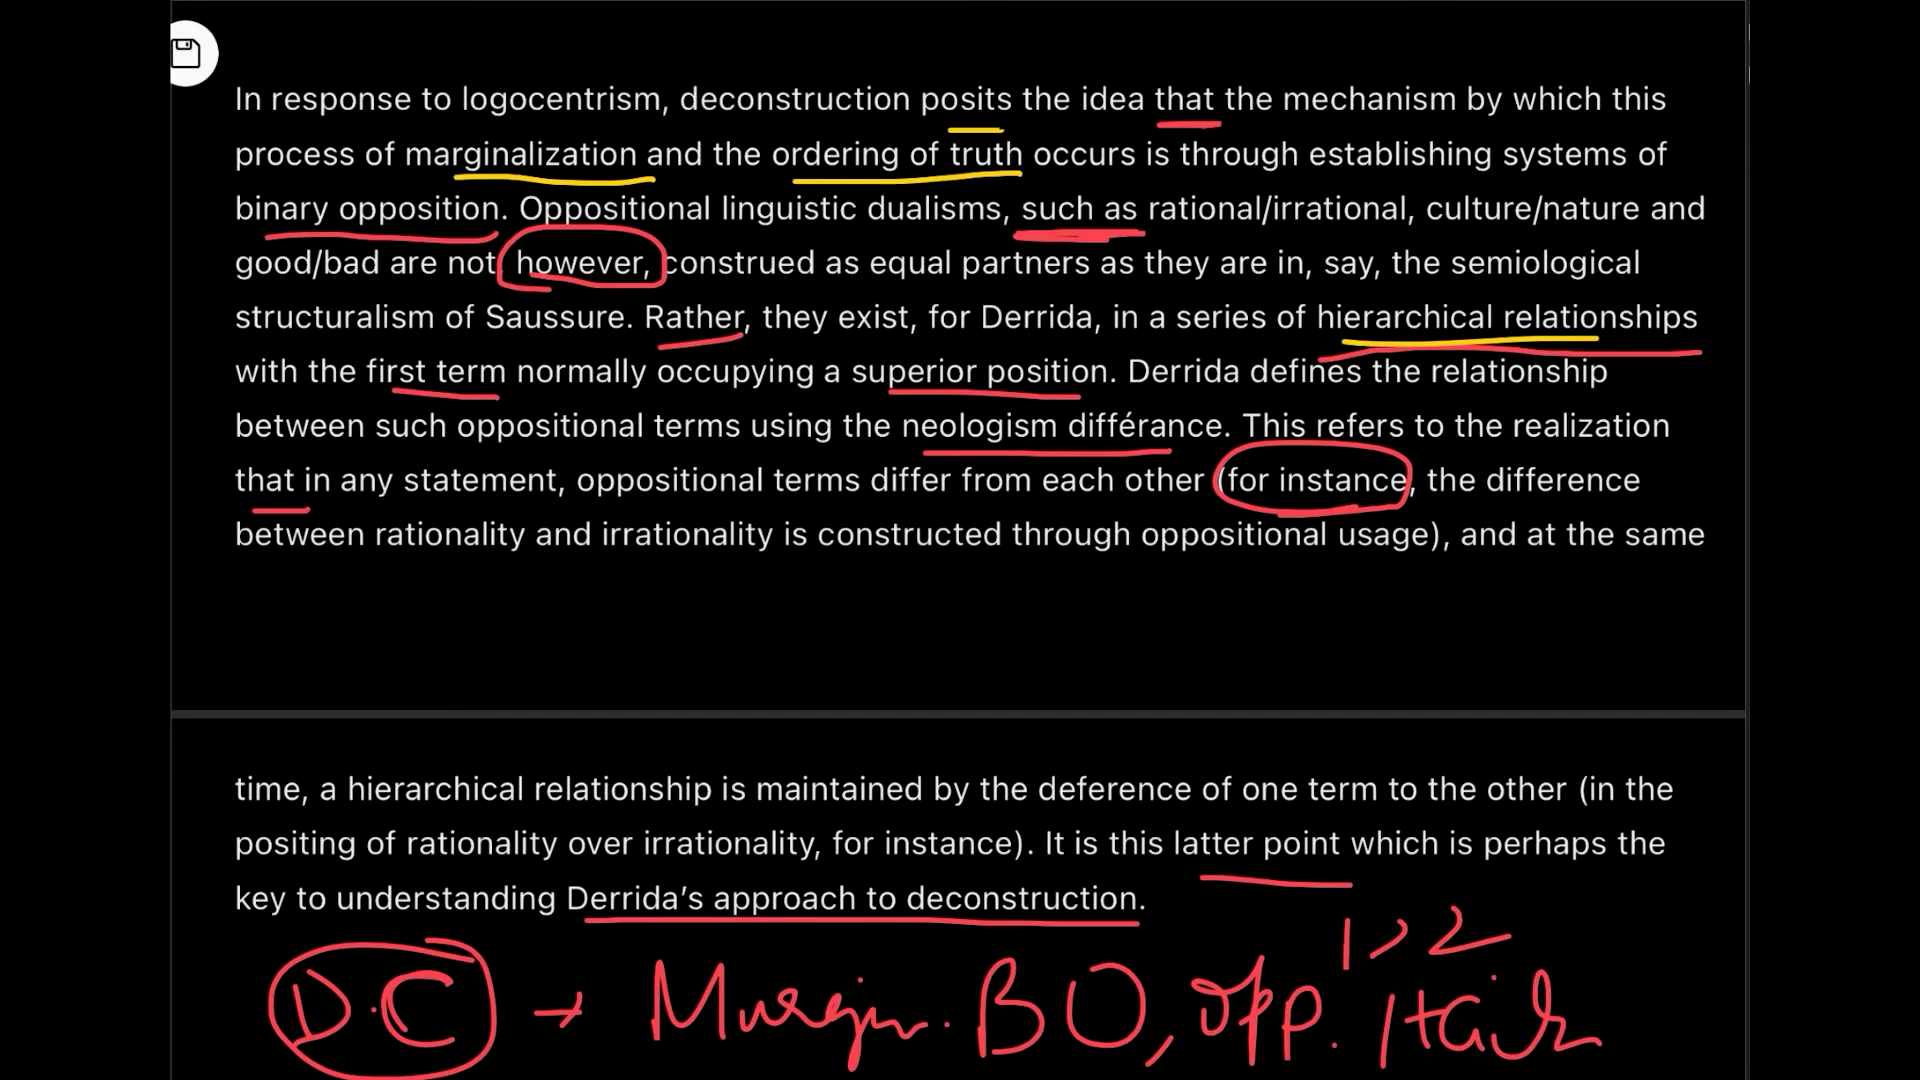 In response to logocentrism, deconstruction posits the idea that the mechanism by which this
process of marginalization and the ordering of truth occurs is through establishing systems of
binary opposition. Oppositional linguistic dualisms, such as rational/irrational, culture/nature and
good/bad are not, however, construed as equal partners as they are in, say, the semiological
structuralism of Saussure. Rather, they exist, for Derrida, in a series of hierarchical relationships
with the first term normally occupying a superior position. Derrida defines the relationship
between such oppositional terms using the neologism différance. This refers to the realization
that in any statement, oppositional terms differ from each other (for instance, the difference
between rationality and irrationality is constructed through oppositional usage), and at the same
time, a hierarchical relationship is maintained by the deference of one term to the other (in the
positing of rationality over irrationality, for instance). It is this latter point which is perhaps the
key to understanding Derrida’s approach to deconstruction.
1>2
D.C → Margin. BO, opp.